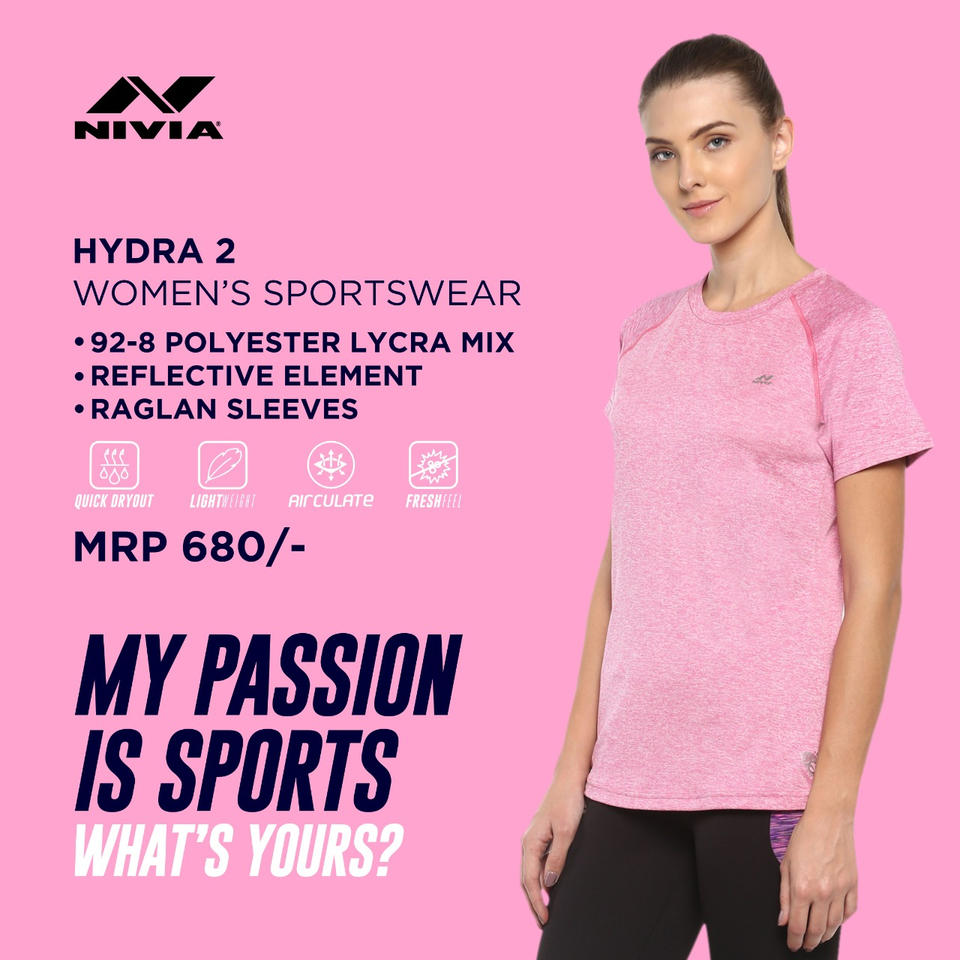 NIVIA®
HYDRA 2
WOMEN'S SPORTSWEAR
• 92-8 POLYESTER LYCRA MIX
• REFLECTIVE ELEMENT
• RAGLAN SLEEVES
QUICK DRYOUT
LIGHTWEIGHT
AIRCULATE
FRESHFEEL
MRP 680/-
MY PASSION
IS SPORTS
WHAT'S YOURS?
NIVIA